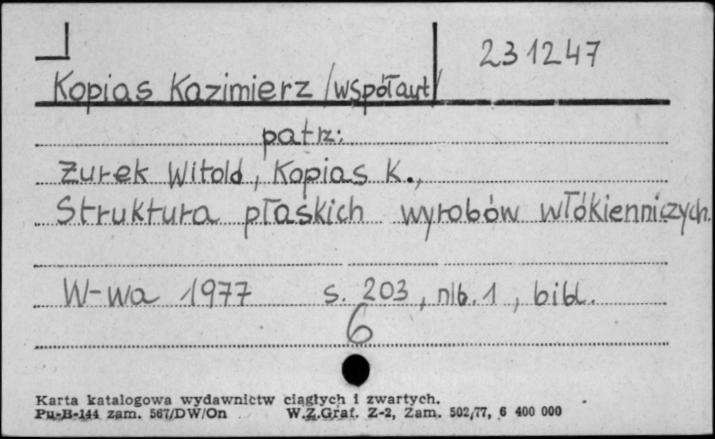 231247
Kopias Kazimierz /współaut/
patrz:
Żurek Witold, Kopias K.,
Struktura płaskich wyrobów włókienniczych.
W-wa 1977 s. 203, nlb. 1, bibl.
6
Karta katalogowa wydawnictw ciągłych i zwartych.
Pu-B-144 zam. 567/DW/On W.Z.Graf. Z-2, Zam. 502/77, 6 400 000